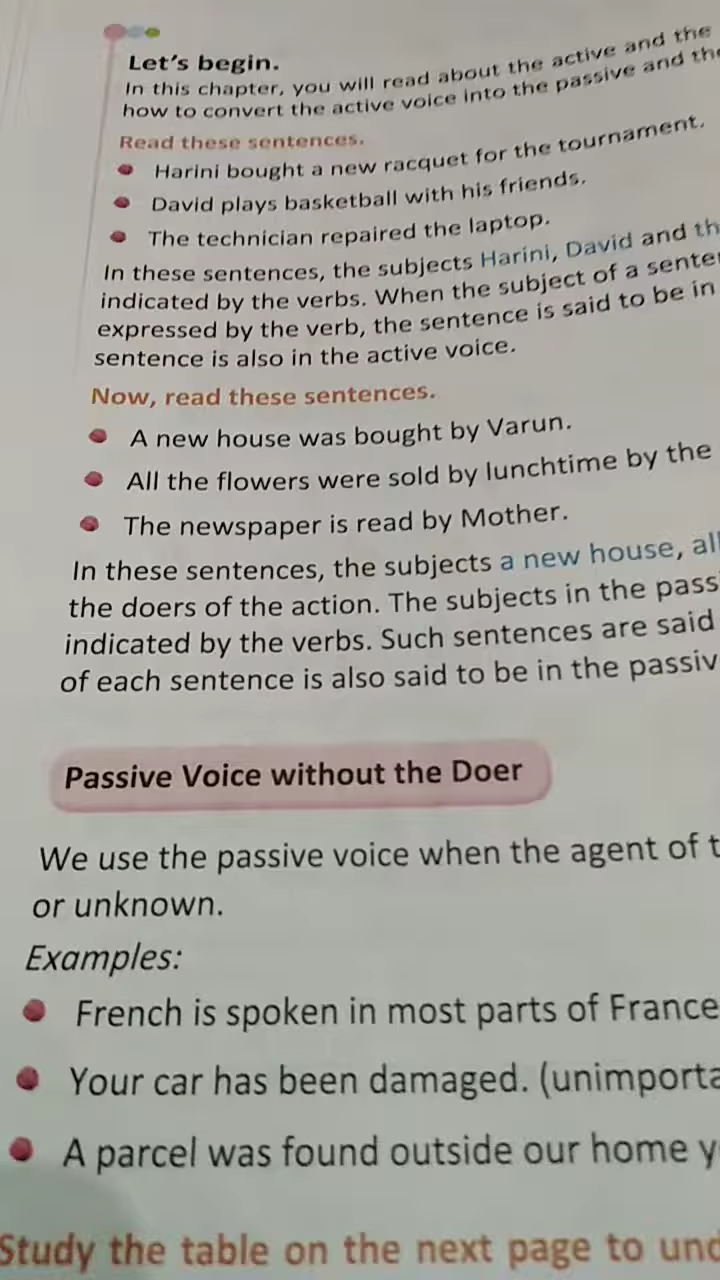 Let's begin.
In this chapter, you will read about the active and the
how to convert the active voice into the passive and the
Read these sentences.
Harini bought a new racquet for the tournament.
David plays basketball with his friends.
The technician repaired the laptop.
In these sentences, the subjects Harini, David and th
indicated by the verbs. When the subject of a senten
expressed by the verb, the sentence is said to be in
sentence is also in the active voice.
Now, read these sentences.
A new house was bought by Varun.
All the flowers were sold by lunchtime by the
The newspaper is read by Mother.
In these sentences, the subjects a new house, all
the doers of the action. The subjects in the pass
indicated by the verbs. Such sentences are said
of each sentence is also said to be in the passiv
Passive Voice without the Doer
We use the passive voice when the agent of t
or unknown.
Examples:
French is spoken in most parts of France
Your car has been damaged. (unimporta
A parcel was found outside our home y
Study the table on the next page to und